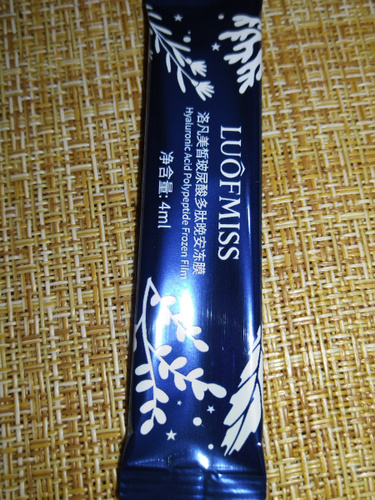 LUOFMISS
洛凡美皙玻尿酸多肽晚安冻膜
Hyaluronic Acid Polypeptide Frozen Film
净含量: 4ml